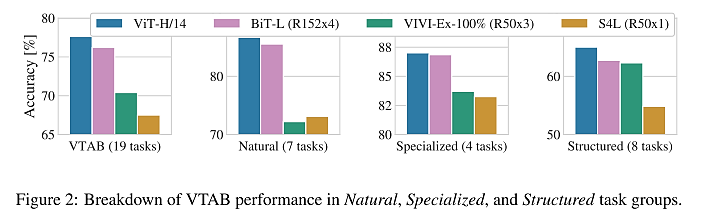 ViT-H/14 BiT-L (R152x4) VIVI-Ex-100% (R50x3) S4L (R50x1)
Accuracy [%]
80
75
70
65
VTAB (19 tasks)
80
70
Natural (7 tasks)
88
85
82
80
Specialized (4 tasks)
60
50
Structured (8 tasks)
Figure 2: Breakdown of VTAB performance in Natural, Specialized, and Structured task groups.